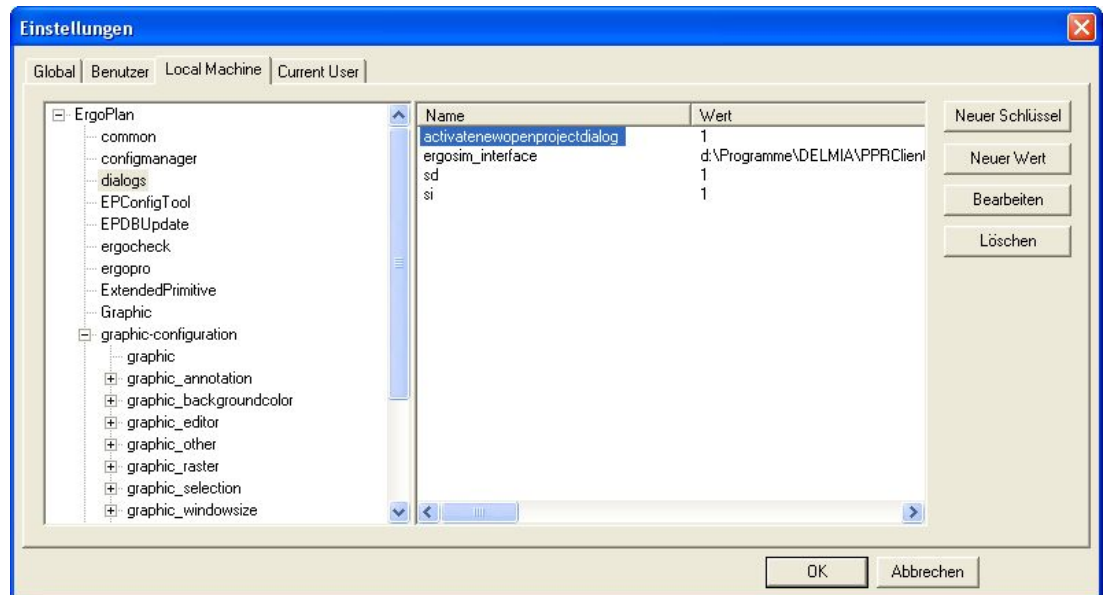 Einstellungen
Global Benutzer Local Machine Current User
ErgoPlan
common
configmanager
dialogs
EPConfigTool
EPDBUpdate
ergocheck
ergopro
ExtendedPrimitive
Graphic
graphic-configuration
graphic
graphic_annotation
graphic_backgroundcolor
graphic_editor
graphic_other
graphic_raster
graphic_selection
graphic_windowsize
Name Wert
activatenewopenprojectdialog 1
ergosim_interface d:\Programme\DELMIA\PPRClient
sd 1
si 1
Neuer Schlüssel
Neuer Wert
Bearbeiten
Löschen
OK Abbrechen